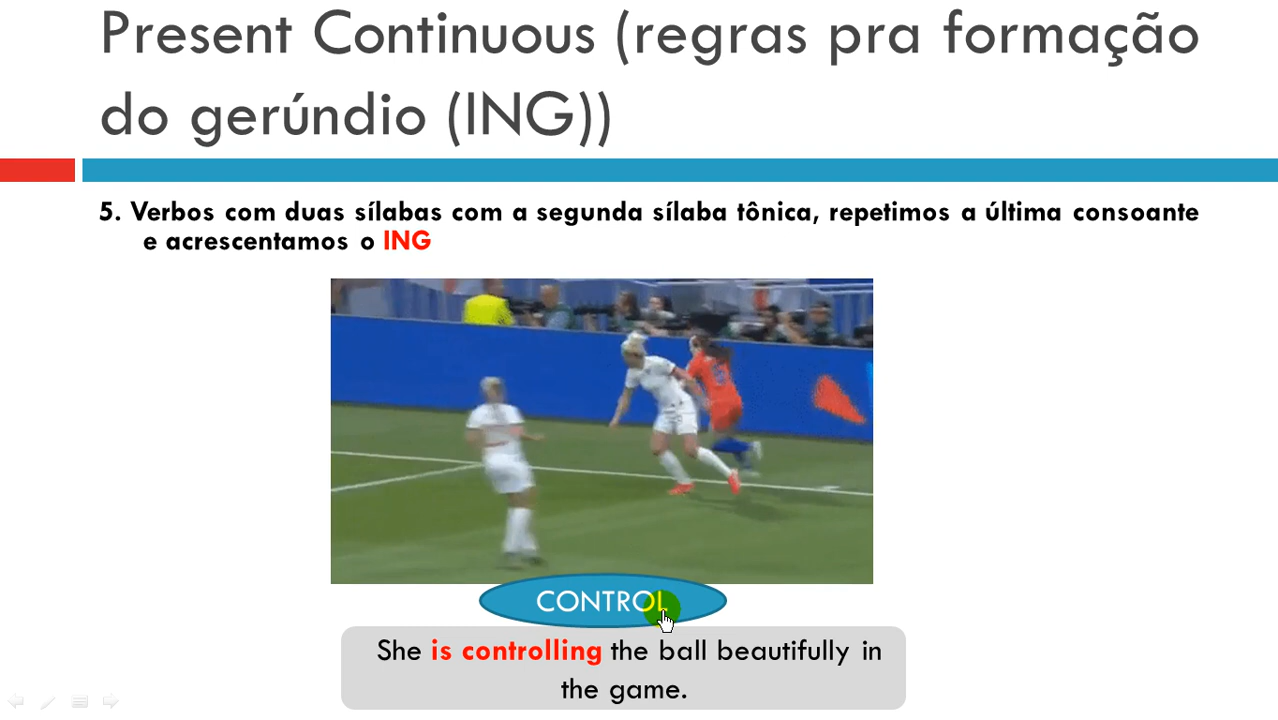 Present Continuous (regras pra formação
do gerúndio (ING))
5. Verbos com duas sílabas com a segunda sílaba tônica, repetimos a última consoante
e acrescentamos o ING
CONTROL
She is controlling the ball beautifully in
the game.